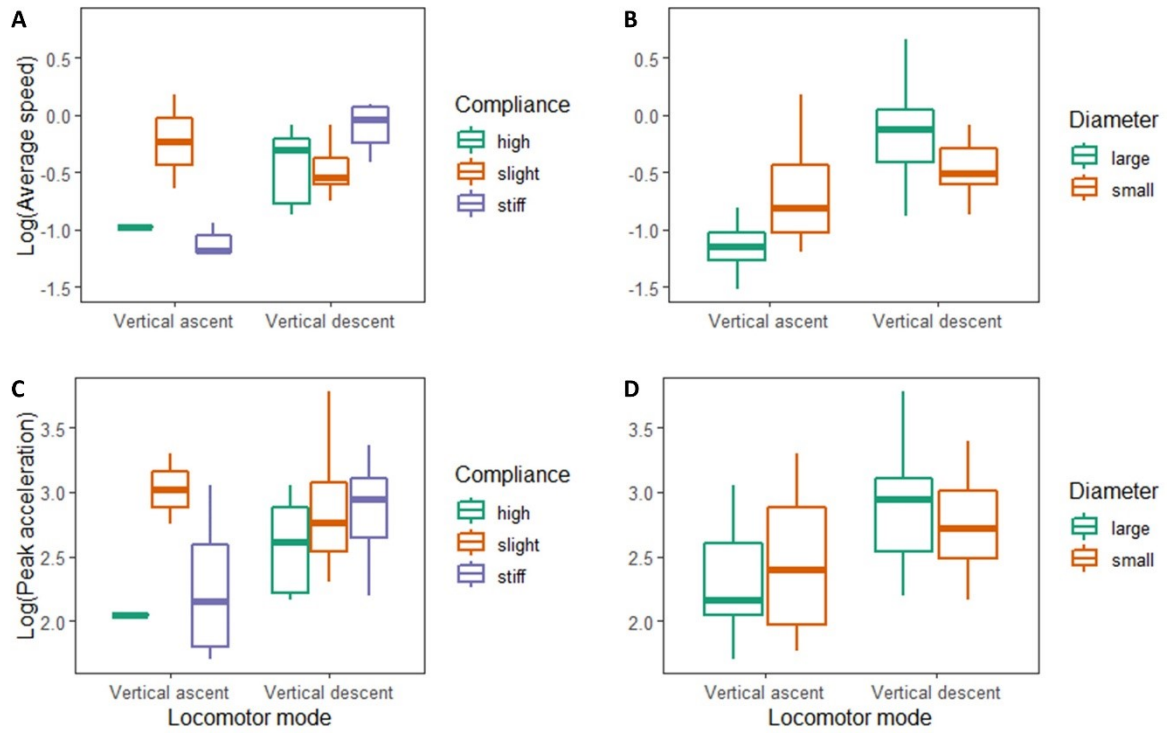 A
Log(Average speed)
0.5
0.0
-0.5
-1.0
-1.5
Vertical ascent
Vertical descent
Compliance
high
slight
stiff
B
0.5
0.0
-0.5
-1.0
-1.5
Vertical ascent
Vertical descent
Diameter
large
small
C
Log(Peak acceleration)
3.5
3.0
2.5
2.0
Vertical ascent
Vertical descent
Locomotor mode
Compliance
high
slight
stiff
D
3.5
3.0
2.5
2.0
Vertical ascent
Vertical descent
Locomotor mode
Diameter
large
small